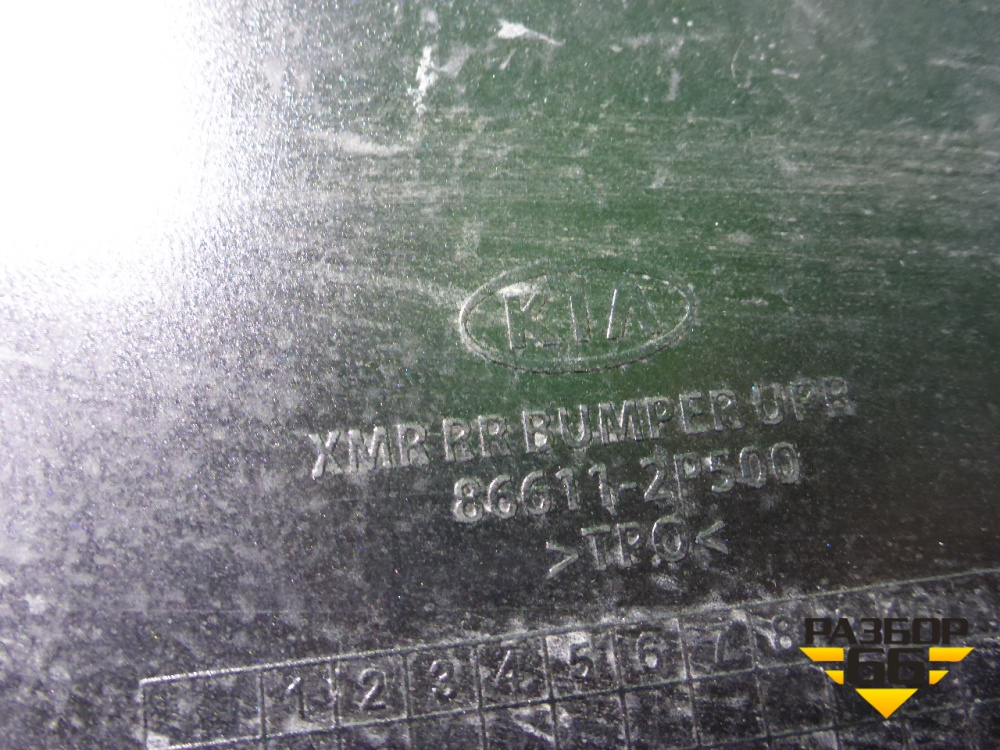 KIA
XMR RR BUMPER UPR
86611-2P500
>TPO<
1 2 3 4 5 6 7 8
РАЗБОР
66